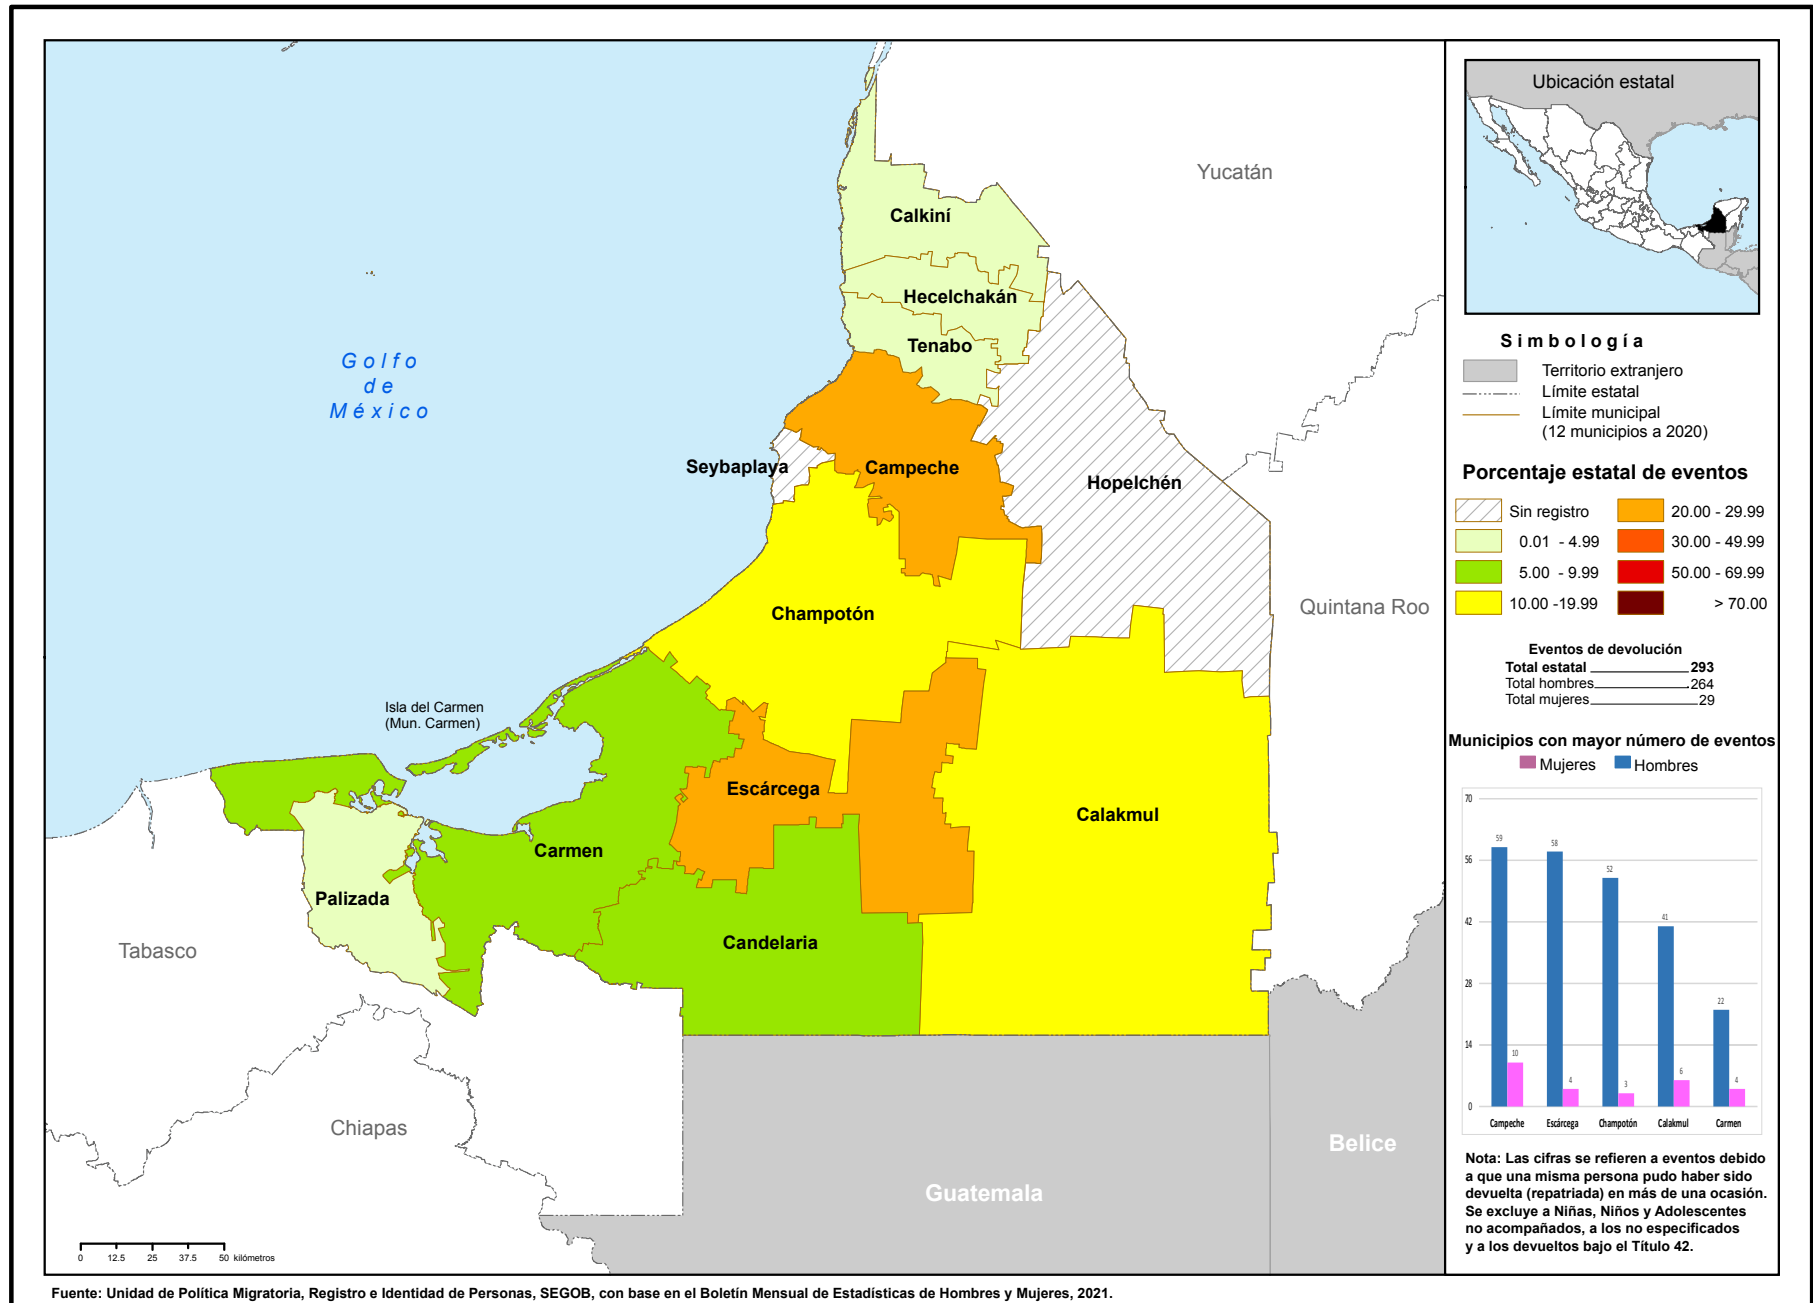 Yucatán
Calkiní
Hecelchakán
Tenabo
Golfo
de
México
Seybaplaya
Campeche
Hopelchén
Quintana Roo
Champotón
Isla del Carmen
(Mun. Carmen)
Escárcega
Calakmul
Carmen
Palizada
Candelaria
Tabasco
Chiapas
Guatemala
Belice
0 12.5 25 37.5 50 kilómetros
Ubicación estatal
Simbología
Territorio extranjero
Límite estatal
Límite municipal
(12 municipios a 2020)
Porcentaje estatal de eventos
Sin registro 20.00 - 29.99
0.01 - 4.99 30.00 - 49.99
5.00 - 9.99 50.00 - 69.99
10.00 -19.99 > 70.00
Eventos de devolución
Total estatal 293
Total hombres 264
Total mujeres 29
Municipios con mayor número de eventos
Mujeres Hombres
70
56
42
28
14
0
59 10 58 4 52 3 41 6 22 4
Campeche Escárcega Champotón Calakmul Carmen
Nota: Las cifras se refieren a eventos debido
a que una misma persona pudo haber sido
devuelta (repatriada) en más de una ocasión.
Se excluye a Niñas, Niños y Adolescentes
no acompañados, a los no especificados
y a los devueltos bajo el Título 42.
Fuente: Unidad de Política Migratoria, Registro e Identidad de Personas, SEGOB, con base en el Boletín Mensual de Estadísticas de Hombres y Mujeres, 2021.